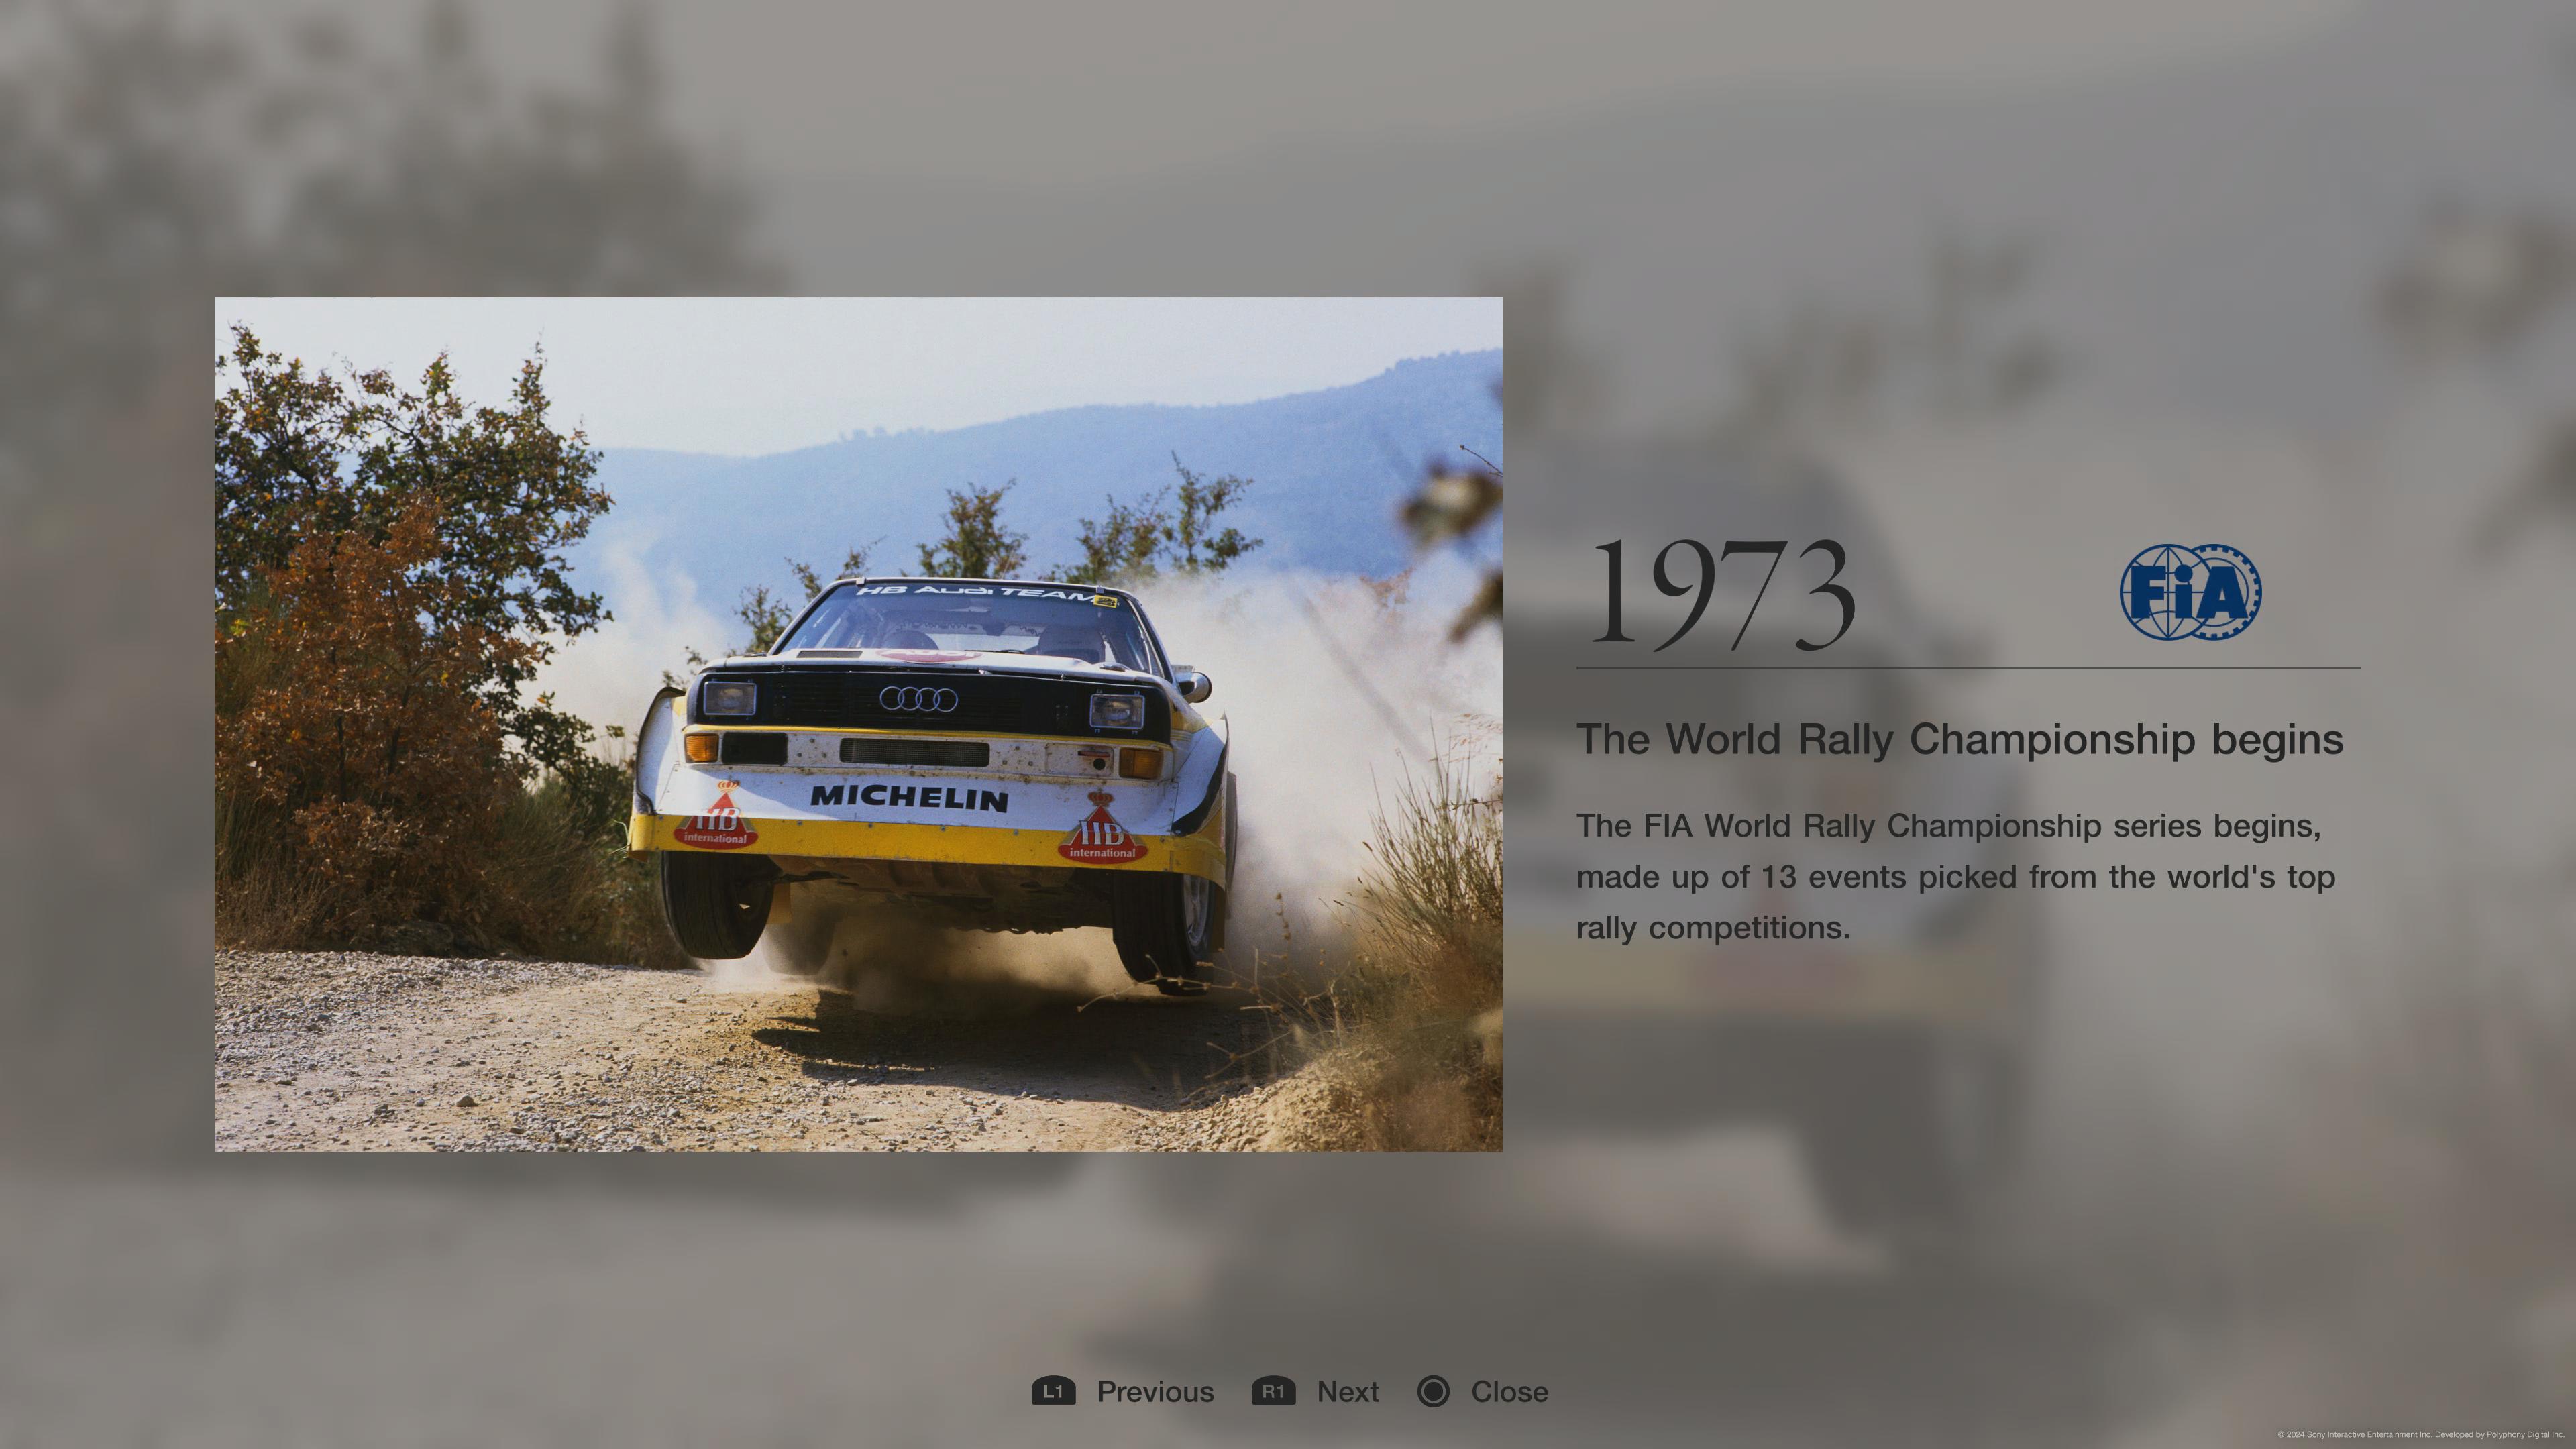 HB Audi TEAM
MICHELIN
HB
international
HB
international
1973
FiA
The World Rally Championship begins
The FIA World Rally Championship series begins,
made up of 13 events picked from the world's top
rally competitions.
L1 Previous R1 Next Close
© 2024 Sony Interactive Entertainment Inc. Developed by Polyphony Digital Inc.